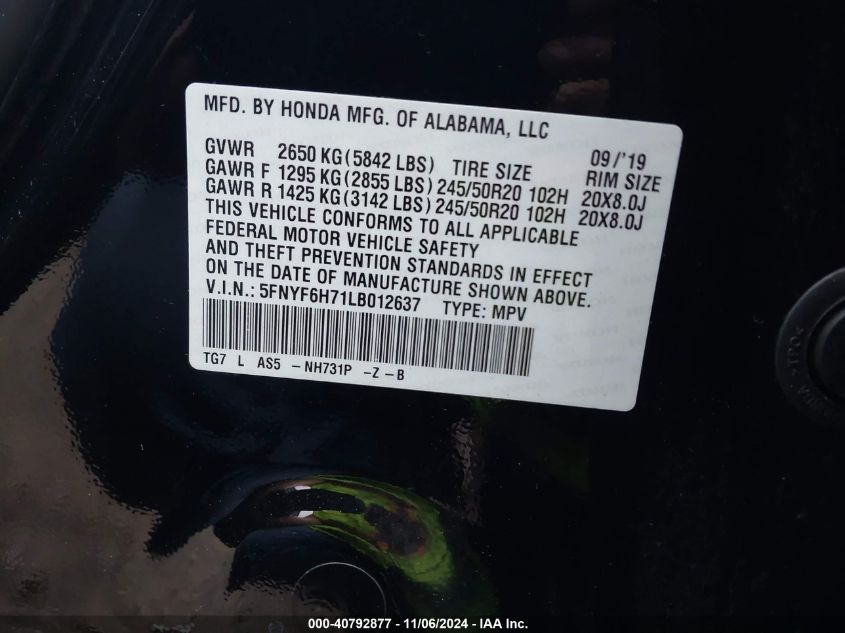 MFD. BY HONDA MFG. OF ALABAMA, LLC
GVWR 2650 KG(5842 LBS) TIRE SIZE 09/'19 RIM SIZE
GAWR F 1295 KG(2855 LBS)245/50R20 102H 20X8.0J
GAWR R 1425 KG(3142 LBS)245/50R20 102H 20X8.0J
THIS VEHICLE CONFORMS TO ALL APPLICABLE
FEDERAL MOTOR VEHICLE SAFETY
AND THEFT PREVENTION STANDARDS IN EFFECT
ON THE DATE OF MANUFACTURE SHOWN ABOVE.
V.I.N.: 5FNYF6H71LB012637 TYPE: MPV
TG7 L AS5 -NH731P -Z-B
000-40792877 - 11/06/2024 - IAA Inc.